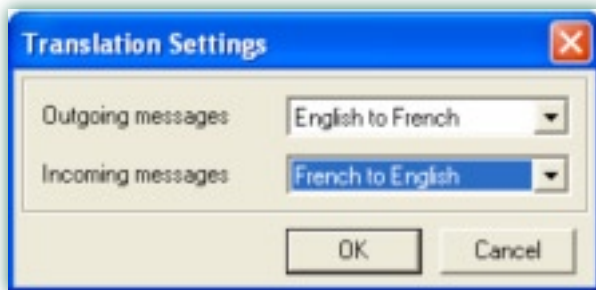 Translation Settings
Outgoing messages English to French
Incoming messages French to English
OK Cancel